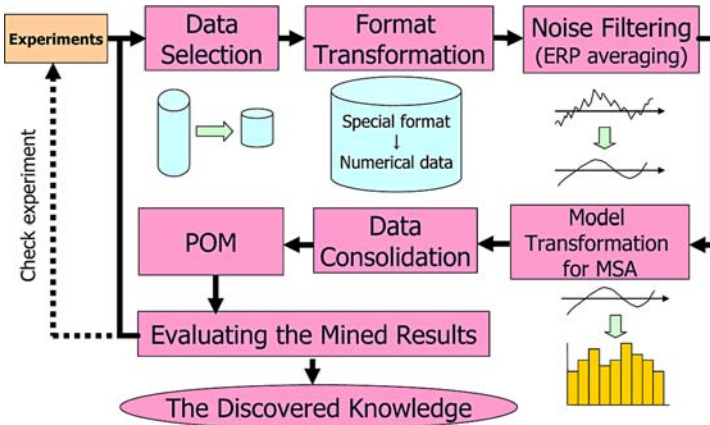 Experiments
Data
Selection
Format
Transformation
Noise Filtering
(ERP averaging)
Special format
↓
Numerical data
Check experiment
POM
Data
Consolidation
Model
Transformation
for MSA
Evaluating the Mined Results
The Discovered Knowledge